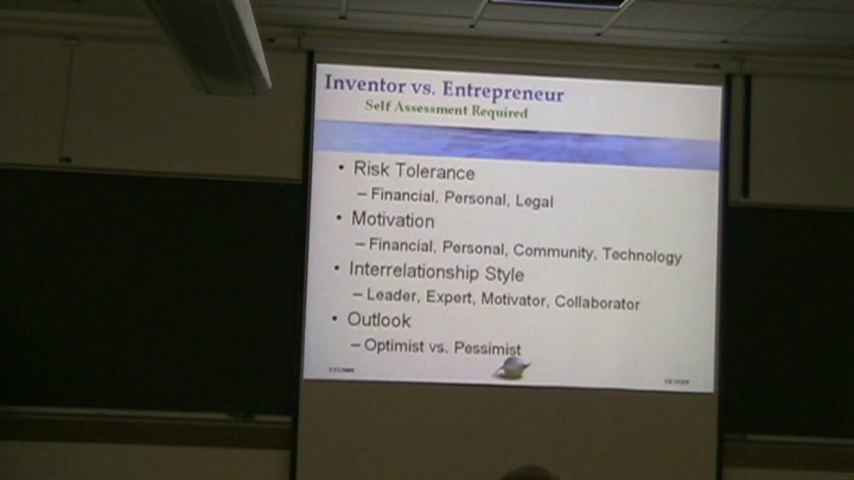 Inventor vs. Entrepreneur
Self Assessment Required
• Risk Tolerance
– Financial, Personal, Legal
• Motivation
– Financial, Personal, Community, Technology
• Interrelationship Style
– Leader, Expert, Motivator, Collaborator
• Outlook
– Optimist vs. Pessimist